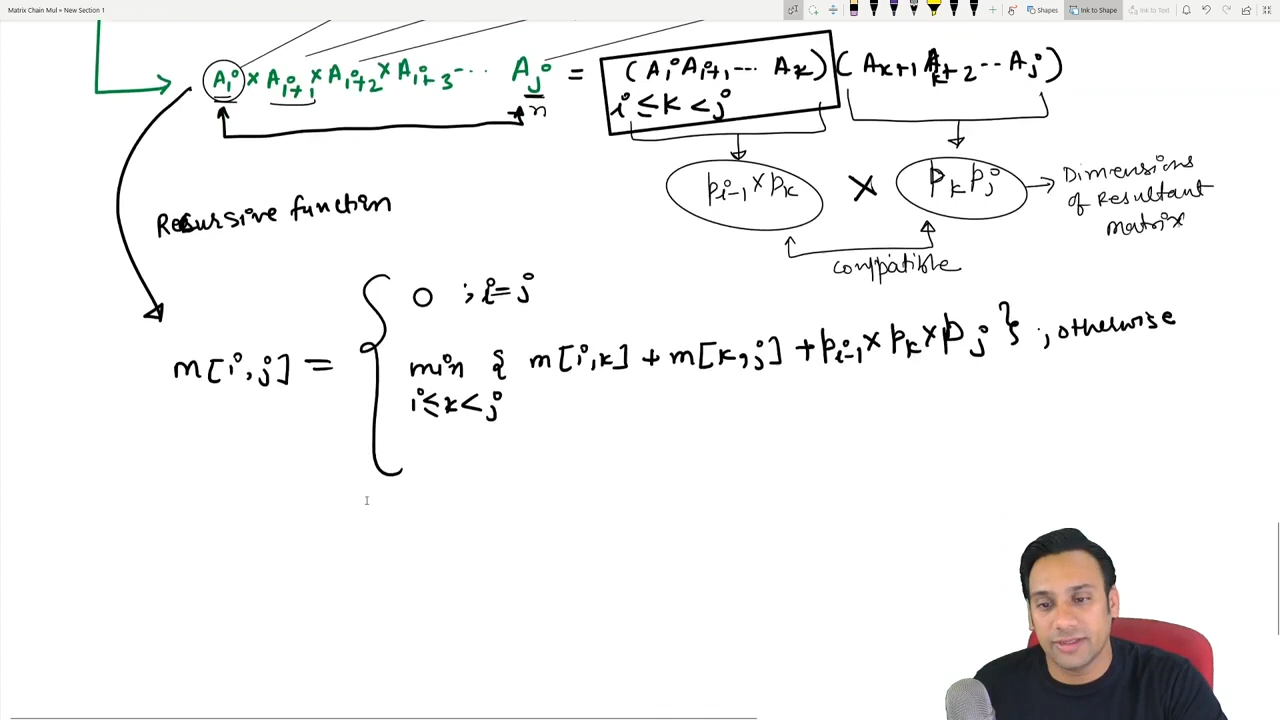 Matrix Chain Mul » New Section 1
Shapes Ink to Shape Ink to Text
Ai × Ai+1 × Ai+2 × Ai+3 ---- Aj = (Ai Ai+1 --- Ak) (Ak+1 Ak+2 -- Aj)
n i ≤ k < j
Pi-1 × Pk × Pk Pj → Dimensions
of Resultant
matrix
Recursive function
compatible
0 ; i=j
m[i,j] = min { m[i,k] + m[k,j] + Pi-1 × Pk × Pj } ; otherwise
i≤k<j